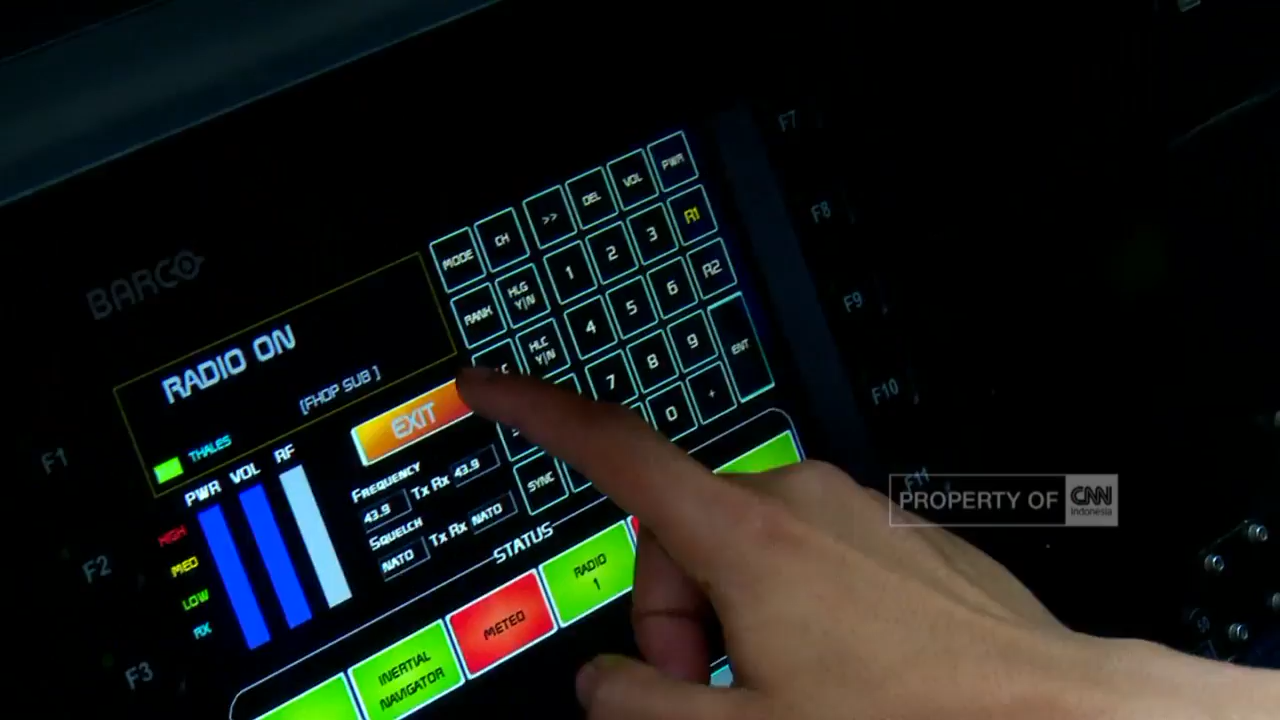 BARCO
RADIO ON
[FHOP SUB ]
THALES
PWR VOL RF
HIGH
MED
LOW
RX
EXIT
FREQUENCY
43.9 Tx Rx 43.9
SQUELCH
NATO Tx Rx NATO
MODE CH >> DEL VOL PWR
RANK HLG Y|N 1 2 3 R1
HLC Y|N 4 5 6 R2
7 8 9 ENT
0 +
SYNC
STATUS
INERTIAL
NAVIGATOR
METEO
RADIO
1
F1
F2
F3
F7
F8
F9
F10
F11
PROPERTY OF CNN
Indonesia